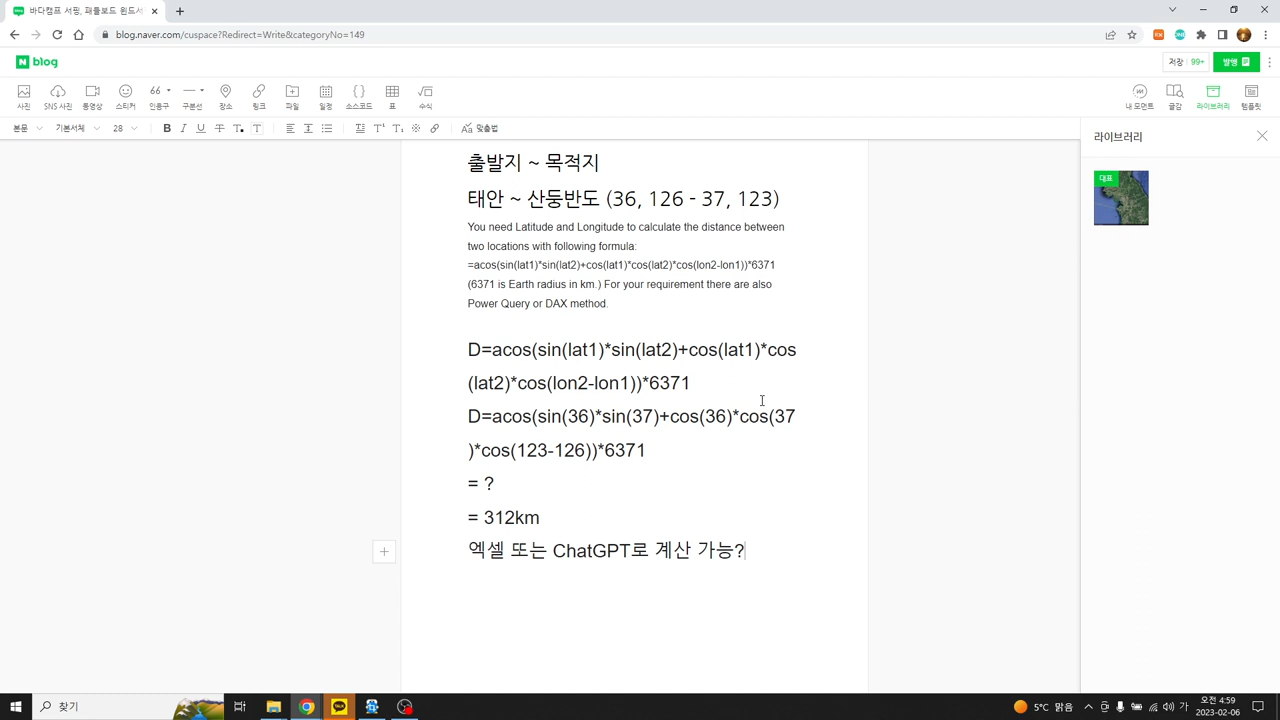 바다캠프 서핑, 패들보드 윈드서
blog.naver.com/cuspace?Redirect=Write&categoryNo=149
N blog
저장 99+ 발행
사진 SNS 사진 동영상 스티커 인용구 구분선 장소 링크 파일 일정 소스코드 표 수식
내 모먼트 글감 라이브러리 템플릿
본문 기본서체 28 B I U T T. T T¹ T₁ 맞춤법
라이브러리
대표
출발지 ~ 목적지
태안 ~ 산둥반도 (36, 126 - 37, 123)
You need Latitude and Longitude to calculate the distance between
two locations with following formula:
=acos(sin(lat1)*sin(lat2)+cos(lat1)*cos(lat2)*cos(lon2-lon1))*6371
(6371 is Earth radius in km.) For your requirement there are also
Power Query or DAX method.
D=acos(sin(lat1)*sin(lat2)+cos(lat1)*cos
(lat2)*cos(lon2-lon1))*6371
D=acos(sin(36)*sin(37)+cos(36)*cos(37
)*cos(123-126))*6371
= ?
= 312km
엑셀 또는 ChatGPT로 계산 가능?
찾기
TALK
5°C 맑음
가
오전 4:59
2023-02-06